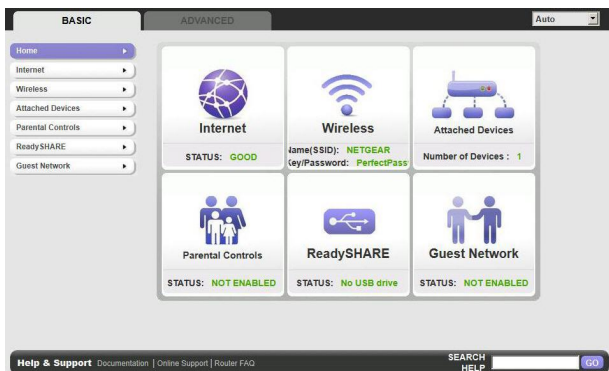 BASIC
ADVANCED
Auto
Home
Internet
Wireless
Attached Devices
Parental Controls
ReadySHARE
Guest Network
Internet
STATUS: GOOD
Wireless
Name(SSID): NETGEAR
Key/Password: PerfectPass
Attached Devices
Number of Devices : 1
Parental Controls
STATUS: NOT ENABLED
ReadySHARE
STATUS: No USB drive
Guest Network
STATUS: NOT ENABLED
Help & Support Documentation | Online Support | Router FAQ
SEARCH HELP
GO